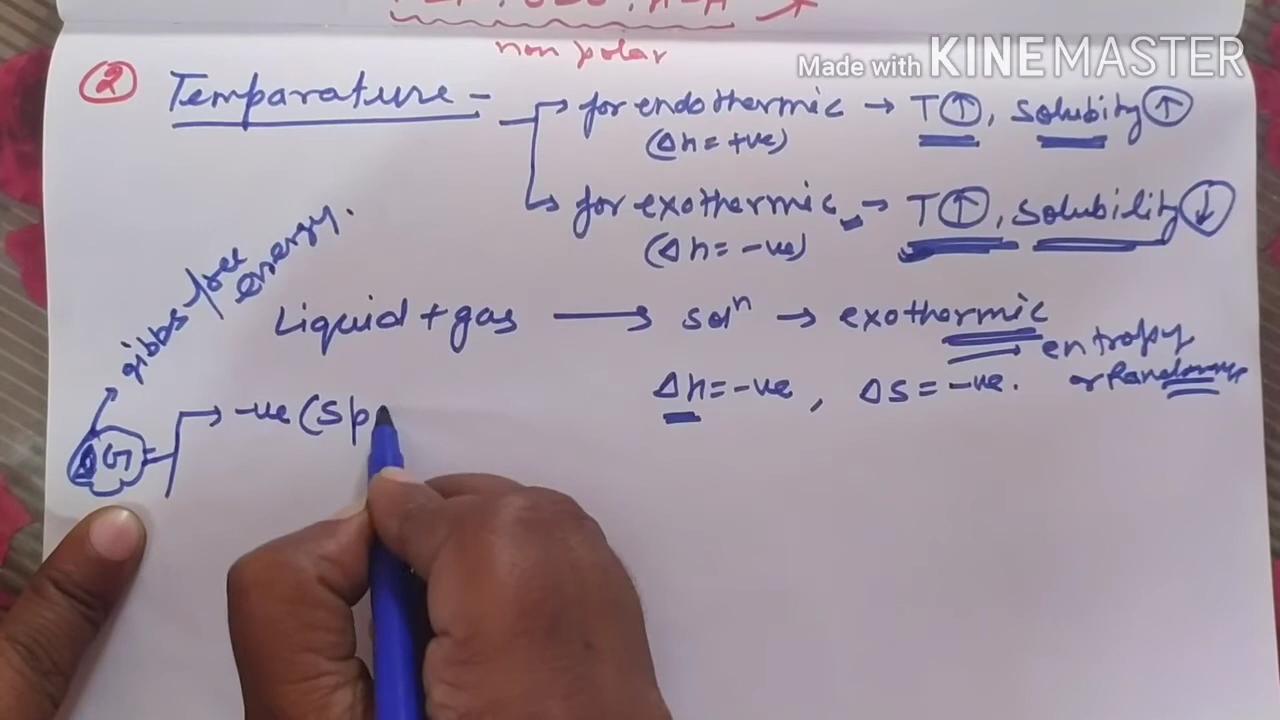 non polar
Made with KINEMASTER
② Temparature - → for endothermic → T↑, solubity ↑
(Δh = +ve)
→ for exothermic → T↑, solubility ↓
(Δh = -ve)
gibbs free energy.
Liquid + gas → solⁿ → exothermic
→ entropy
or Randomness
Δh = -ve, Δs = -ve.
ΔG = → -ve (Sp